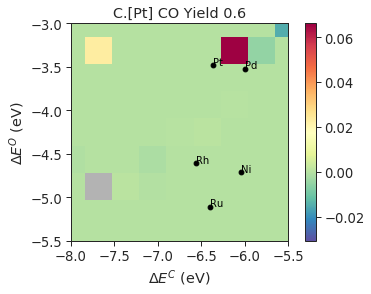 C.[Pt] CO Yield 0.6
−3.0
−3.5
−4.0
−4.5
−5.0
−5.5
ΔE^O (eV)
Pt
Pd
Rh
Ni
Ru
−8.0 −7.5 −7.0 −6.5 −6.0 −5.5
ΔE^C (eV)
0.06
0.04
0.02
0.00
−0.02